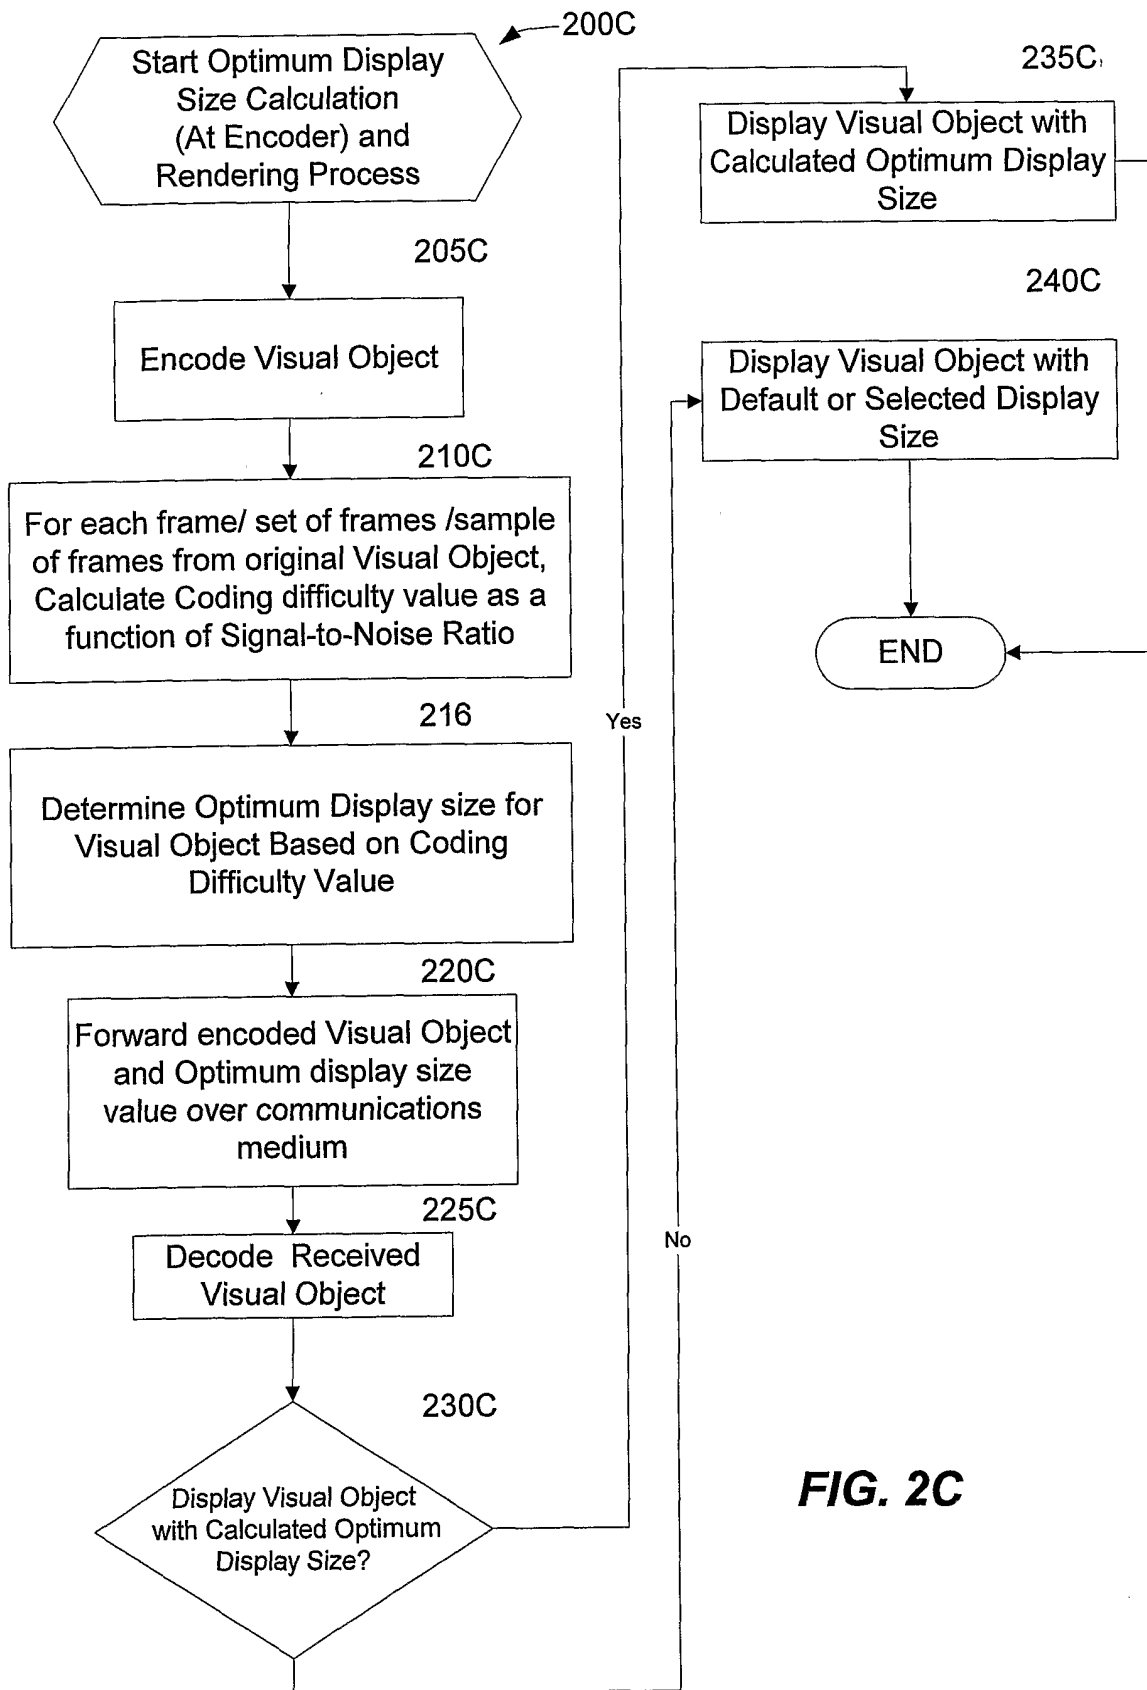 200C
Start Optimum Display
Size Calculation
(At Encoder) and
Rendering Process
205C
Encode Visual Object
210C
For each frame/ set of frames /sample
of frames from original Visual Object,
Calculate Coding difficulty value as a
function of Signal-to-Noise Ratio
216
Determine Optimum Display size for
Visual Object Based on Coding
Difficulty Value
220C
Forward encoded Visual Object
and Optimum display size
value over communications
medium
225C
Decode Received
Visual Object
230C
Display Visual Object
with Calculated Optimum
Display Size?
Yes
No
235C
Display Visual Object with
Calculated Optimum Display
Size
240C
Display Visual Object with
Default or Selected Display
Size
END
FIG. 2C